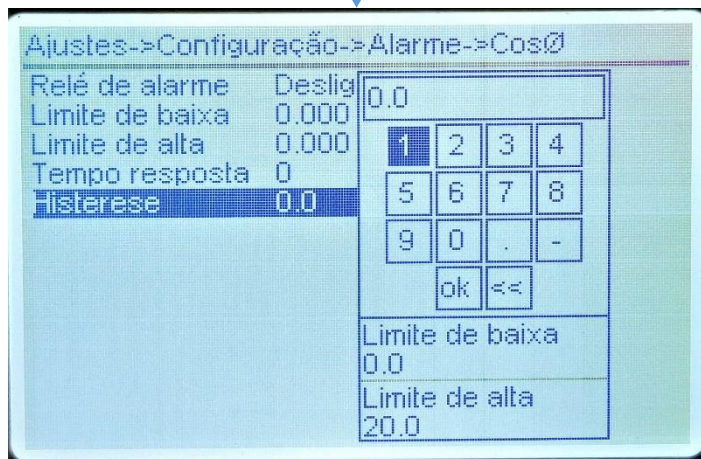 Ajustes->Configuração->Alarme->CosØ
Relé de alarme Deslig
Limite de baixa 0.000
Limite de alta 0.000
Tempo resposta 0
Histerese 0.0
0.0
1 2 3 4
5 6 7 8
9 0 . -
ok <<
Limite de baixa
0.0
Limite de alta
20.0